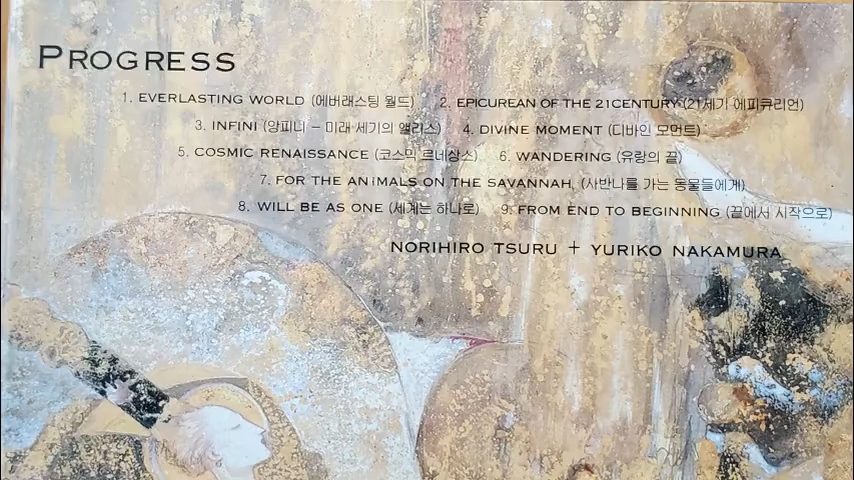 PROGRESS
1. EVERLASTING WORLD (에버래스팅 월드) 2. EPICUREAN OF THE 21CENTURY (21세기 에피큐리언)
3. INFINI (앙피니 - 미래 세기의 앨리스) 4. DIVINE MOMENT (디바인 모먼트)
5. COSMIC RENAISSANCE (코스믹 르네상스) 6. WANDERING (유랑의 끝)
7. FOR THE ANIMALS ON THE SAVANNAH, (사반나를 가는 동물들에게)
8. WILL BE AS ONE (세계는 하나로) 9. FROM END TO BEGINNING (끝에서 시작으로)
NORIHIRO TSURU + YURIKO NAKAMURA